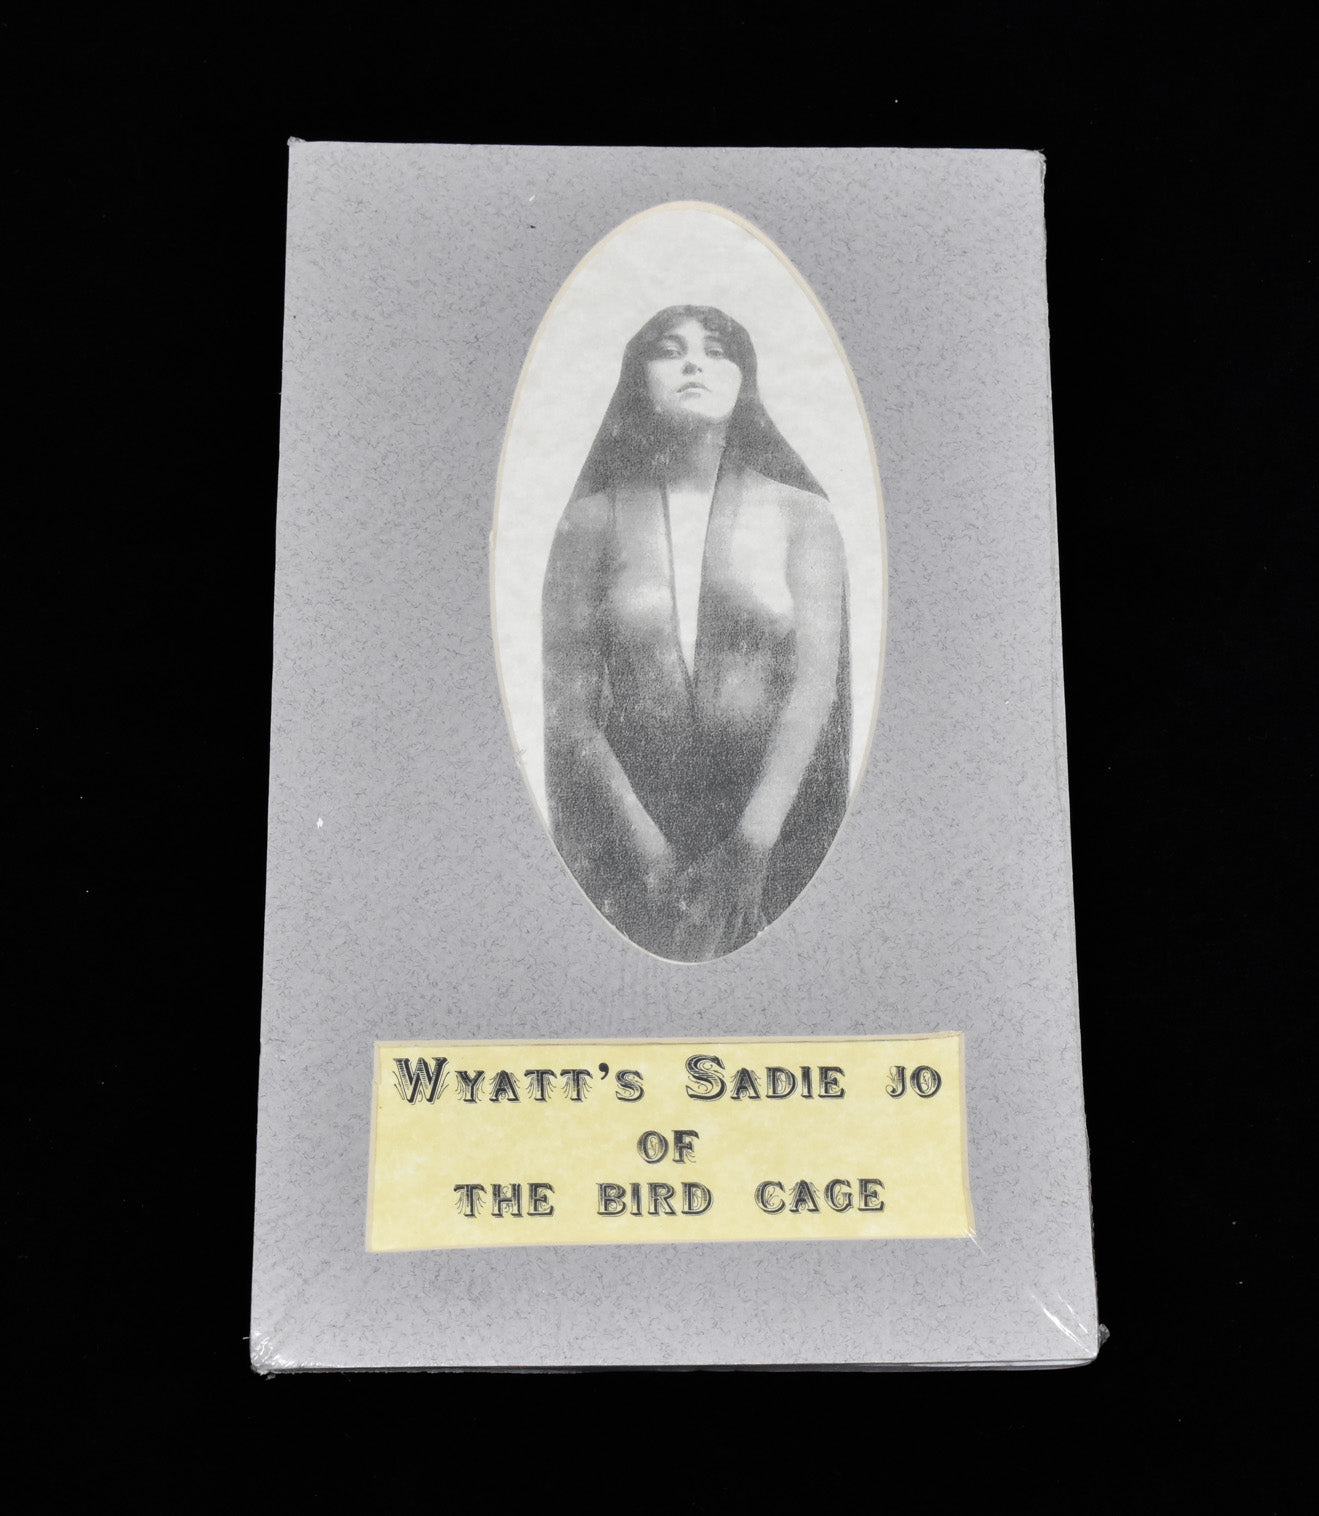 WYATT'S SADIE JO
OF
THE BIRD CAGE